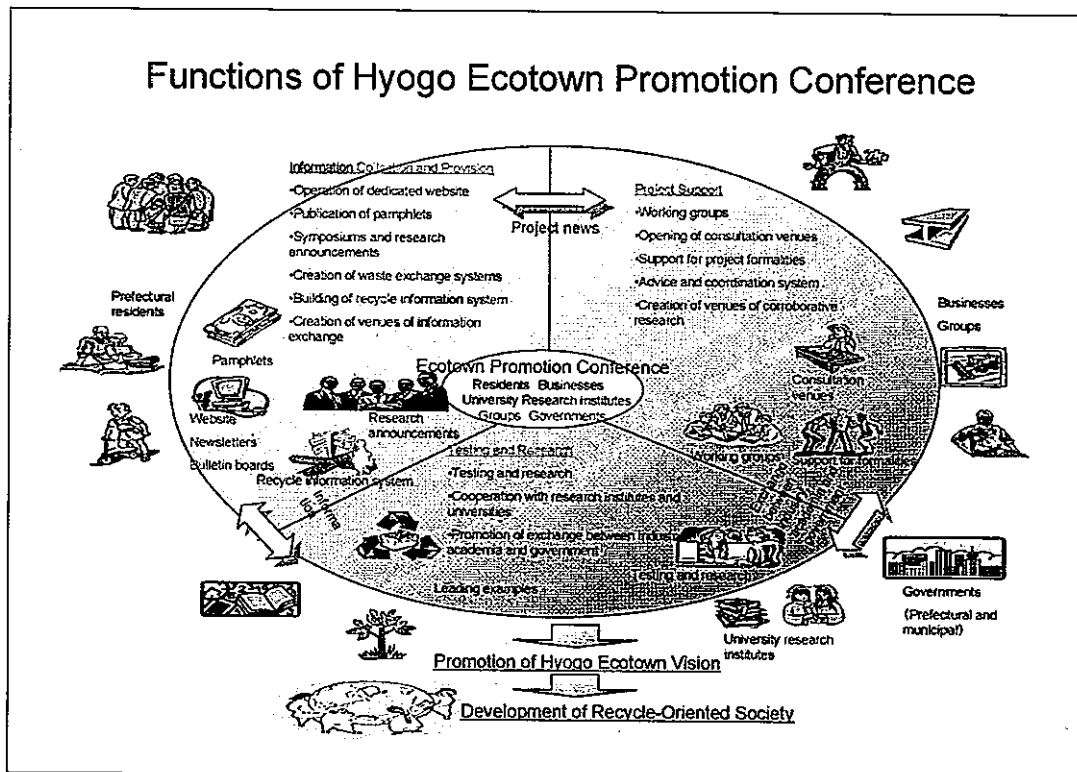 Functions of Hyogo Ecotown Promotion Conference
Information Collection and Provision
•Operation of dedicated website
•Publication of pamphlets
•Symposiums and research
announcements
•Creation of waste exchange systems
•Building of recycle information system
•Creation of venues of information
exchange
Project news
Project Support
•Working groups
•Opening of consultation venues
•Support for project formalities
•Advice and coordination system
•Creation of venues of corroborative
research
Prefectural
residents
Businesses
Groups
Pamphlets
Website
Newsletters
Bulletin boards
Research
announcements
Recycle information system
Ecotown Promotion Conference
Residents Businesses
University Research institutes
Groups Governments
Consultation
venues
Working groups
Support for formalities
Informa
tion
Testing and Research
•Testing and research
•Cooperation with research institutes and
universities
•Promotion of exchange between industry
academia and government
Leading examples
Testing and research
Exchange
between
industry
University research
institutes
Governments
(Prefectural and
municipal)
Promotion of Hyogo Ecotown Vision
Development of Recycle-Oriented Society